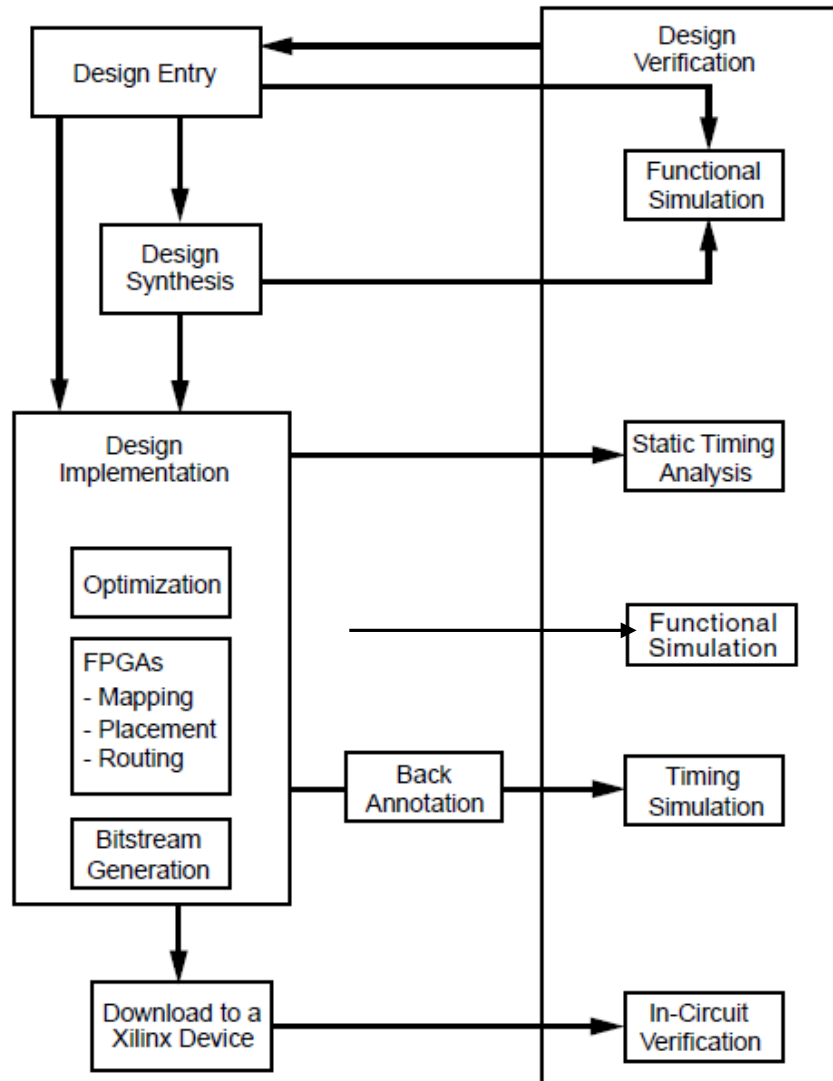 Design Entry
Design
Verification
Functional
Simulation
Design
Synthesis
Design
Implementation
Static Timing
Analysis
Optimization
Functional
Simulation
FPGAs
- Mapping
- Placement
- Routing
Back
Annotation
Timing
Simulation
Bitstream
Generation
Download to a
Xilinx Device
In-Circuit
Verification